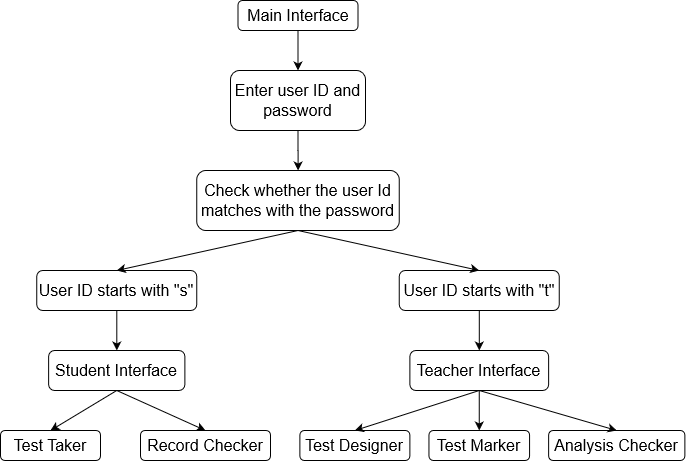 Main Interface
Enter user ID and
password
Check whether the user Id
matches with the password
User ID starts with "s"
User ID starts with "t"
Student Interface
Teacher Interface
Test Taker
Record Checker
Test Designer
Test Marker
Analysis Checker